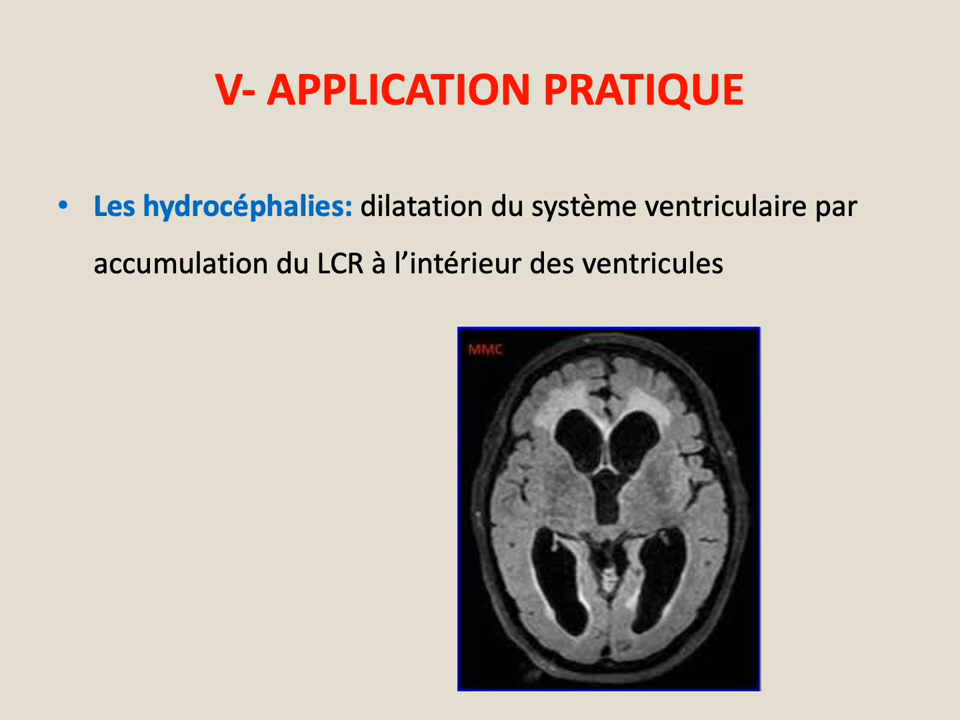 V- APPLICATION PRATIQUE
• Les hydrocéphalies: dilatation du système ventriculaire par
accumulation du LCR à l’intérieur des ventricules
MMC